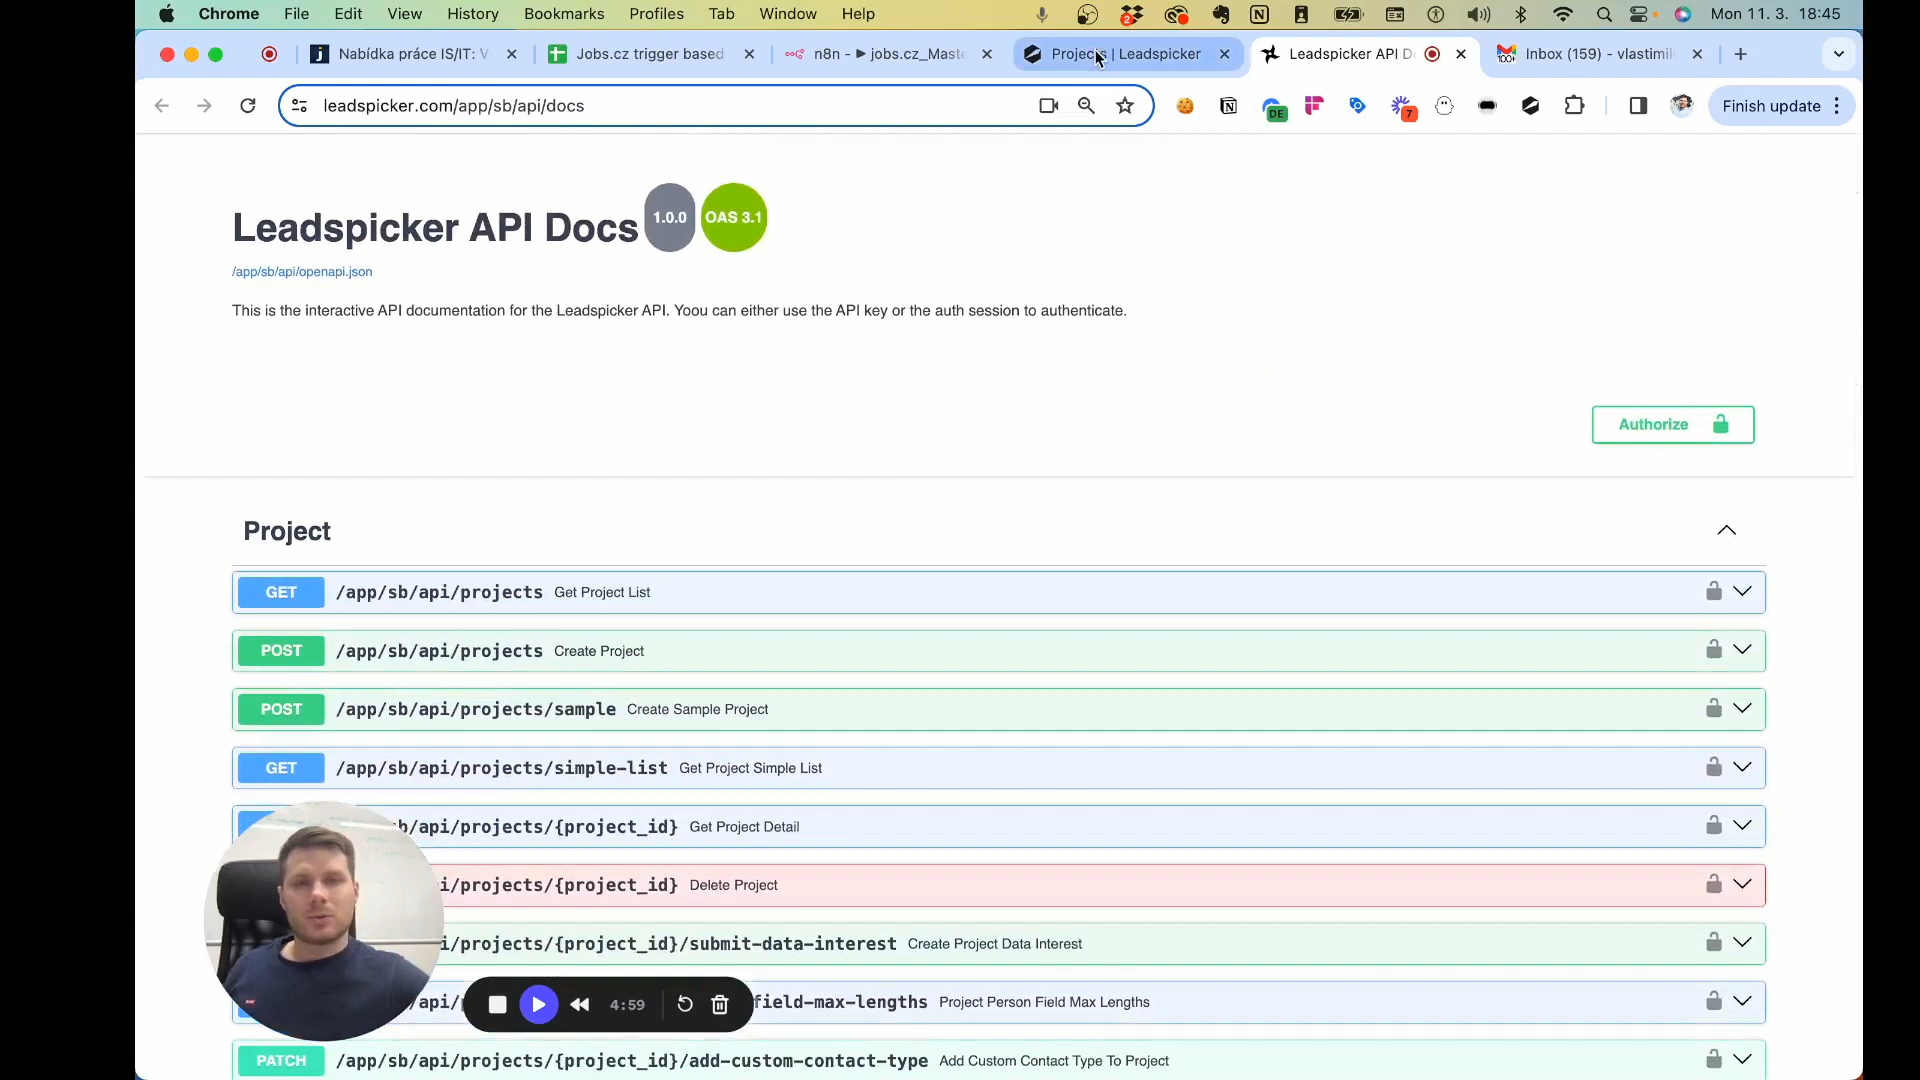 Chrome File Edit View History Bookmarks Profiles Tab Window Help Mon 11. 3. 18:45
Nabídka práce IS/IT: V Jobs.cz trigger based n8n - ▶ jobs.cz_Maste Projects | Leadspicker Leadspicker API D Inbox (159) - vlastimil
leadspicker.com/app/sb/api/docs DE 7 Finish update
Leadspicker API Docs 1.0.0 OAS 3.1
/app/sb/api/openapi.json
This is the interactive API documentation for the Leadspicker API. Yoou can either use the API key or the auth session to authenticate.
Authorize
Project
GET /app/sb/api/projects Get Project List
POST /app/sb/api/projects Create Project
POST /app/sb/api/projects/sample Create Sample Project
GET /app/sb/api/projects/simple-list Get Project Simple List
b/api/projects/{project_id} Get Project Detail
i/projects/{project_id} Delete Project
i/projects/{project_id}/submit-data-interest Create Project Data Interest
/api/ field-max-lengths Project Person Field Max Lengths
4:59
PATCH /app/sb/api/projects/{project_id}/add-custom-contact-type Add Custom Contact Type To Project